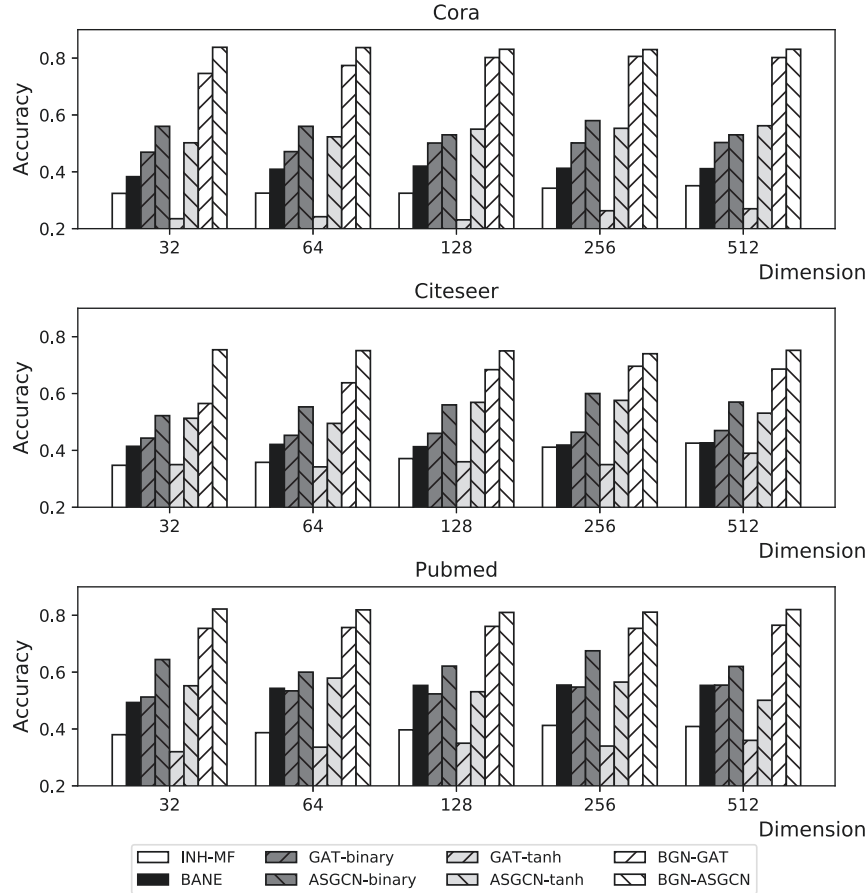 Cora
Accuracy
0.8
0.6
0.4
0.2
32 64 128 256 512
Dimension
Citeseer
Accuracy
0.8
0.6
0.4
0.2
32 64 128 256 512
Dimension
Pubmed
Accuracy
0.8
0.6
0.4
0.2
32 64 128 256 512
Dimension
INH-MF GAT-binary GAT-tanh BGN-GAT
BANE ASGCN-binary ASGCN-tanh BGN-ASGCN